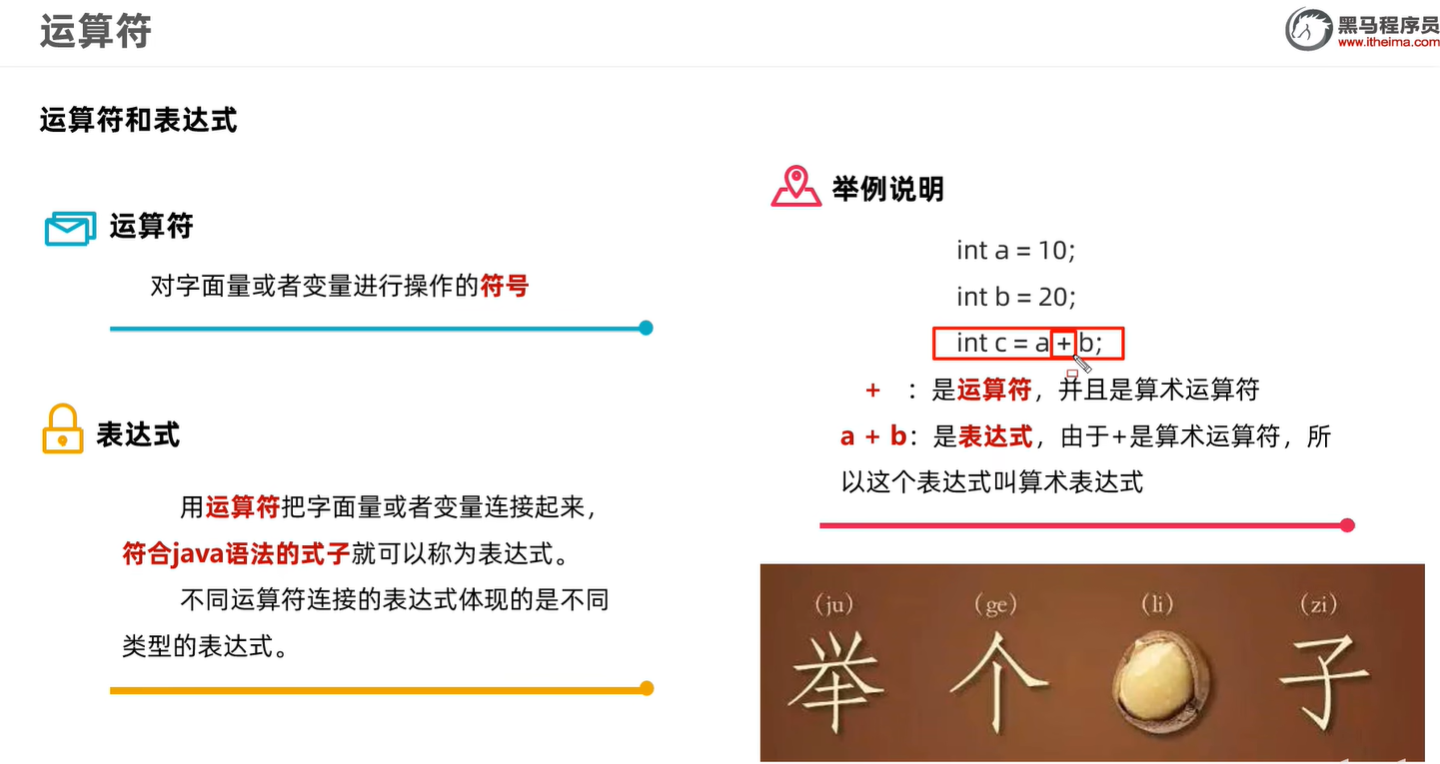 运算符
黑马程序员
www.itheima.com
运算符和表达式
运算符
对字面量或者变量进行操作的符号
表达式
用运算符把字面量或者变量连接起来，
符合java语法的式子就可以称为表达式。
不同运算符连接的表达式体现的是不同
类型的表达式。
举例说明
int a = 10;
int b = 20;
int c = a + b;
+ ：是运算符，并且是算术运算符
a + b：是表达式，由于+是算术运算符，所
以这个表达式叫算术表达式
（ju） （ge） （li） （zi）
举 个 子